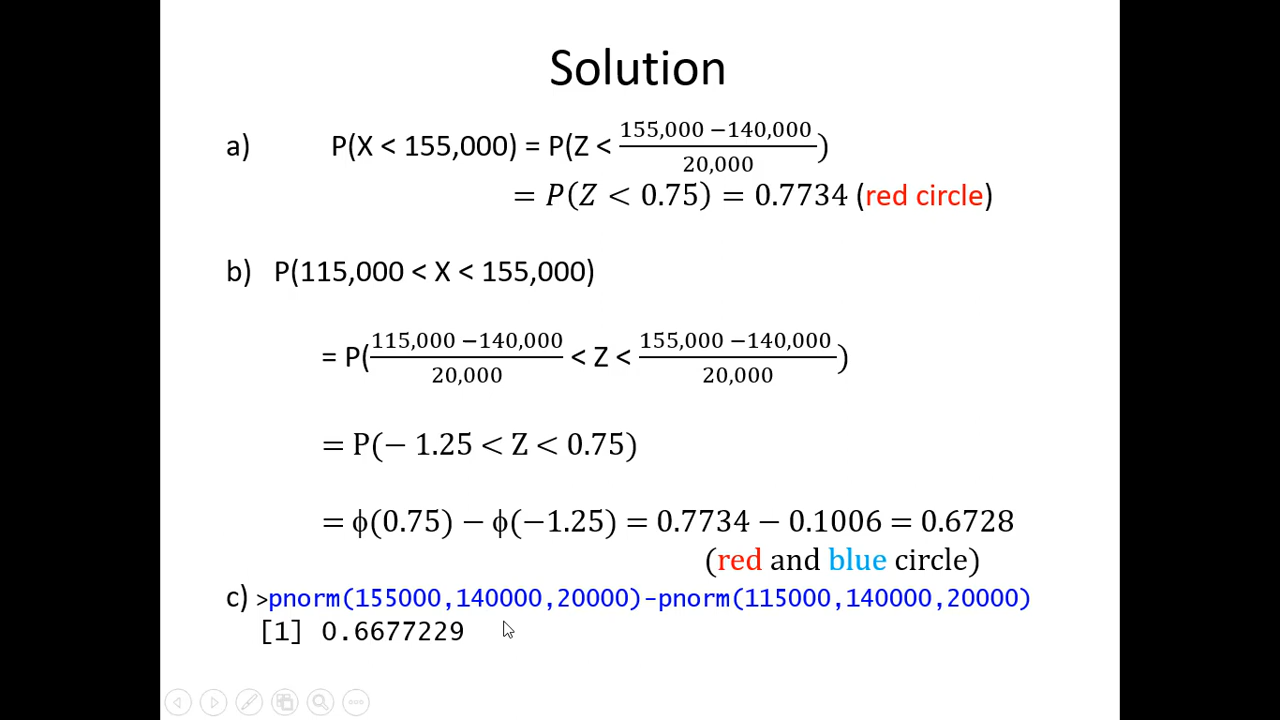 Solution
a) P(X < 155,000) = P(Z < \frac{155,000 −140,000}{20,000})
= P(Z < 0.75) = 0.7734 (red circle)
b) P(115,000 < X < 155,000)
= P(\frac{115,000 −140,000}{20,000} < Z < \frac{155,000 −140,000}{20,000})
= P(− 1.25 < Z < 0.75)
= ϕ(0.75) − ϕ(−1.25) = 0.7734 − 0.1006 = 0.6728
(red and blue circle)
c) >pnorm(155000,140000,20000)-pnorm(115000,140000,20000)
[1] 0.6677229